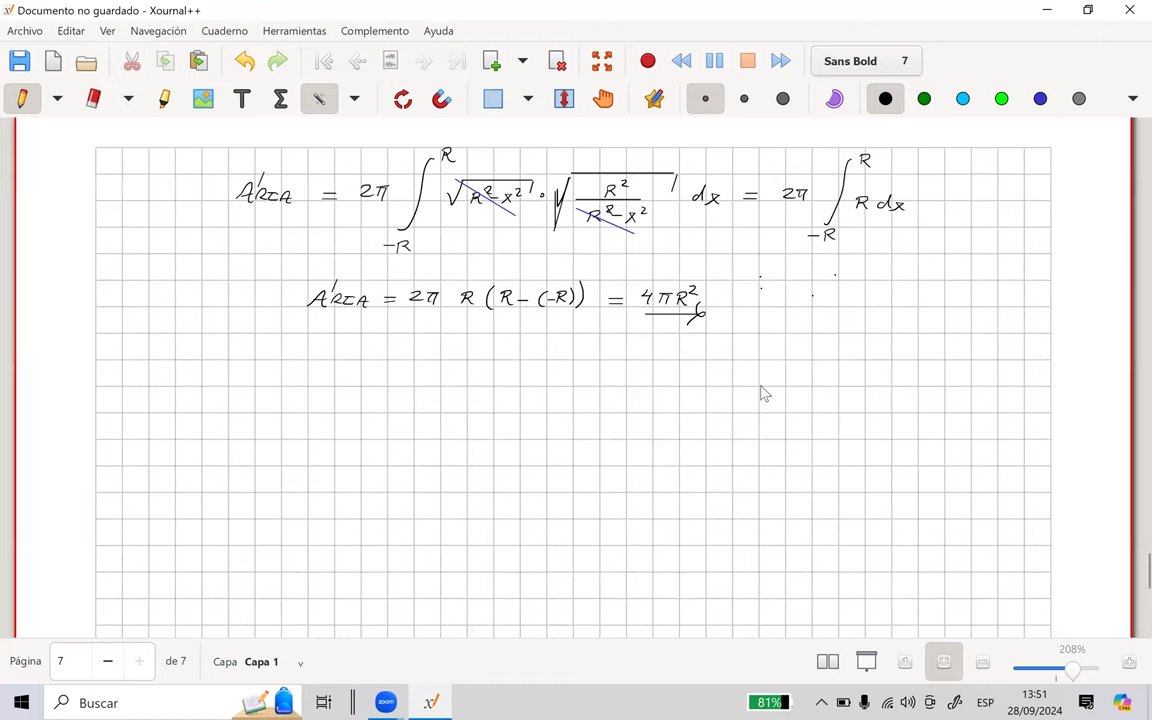 Documento no guardado - Xournal++
Archivo Editar Ver Navegación Cuaderno Herramientas Complemento Ayuda
Sans Bold 7
ÁREA = 2π ∫_{-R}^{R} √(R²-x²) · √(R²/(R²-x²)) dx = 2π ∫_{-R}^{R} R dx
ÁREA = 2π R (R-(-R)) = 4πR²
Página 7 de 7 Capa Capa 1 208%
Buscar zoom 81% ESP 13:51
28/09/2024